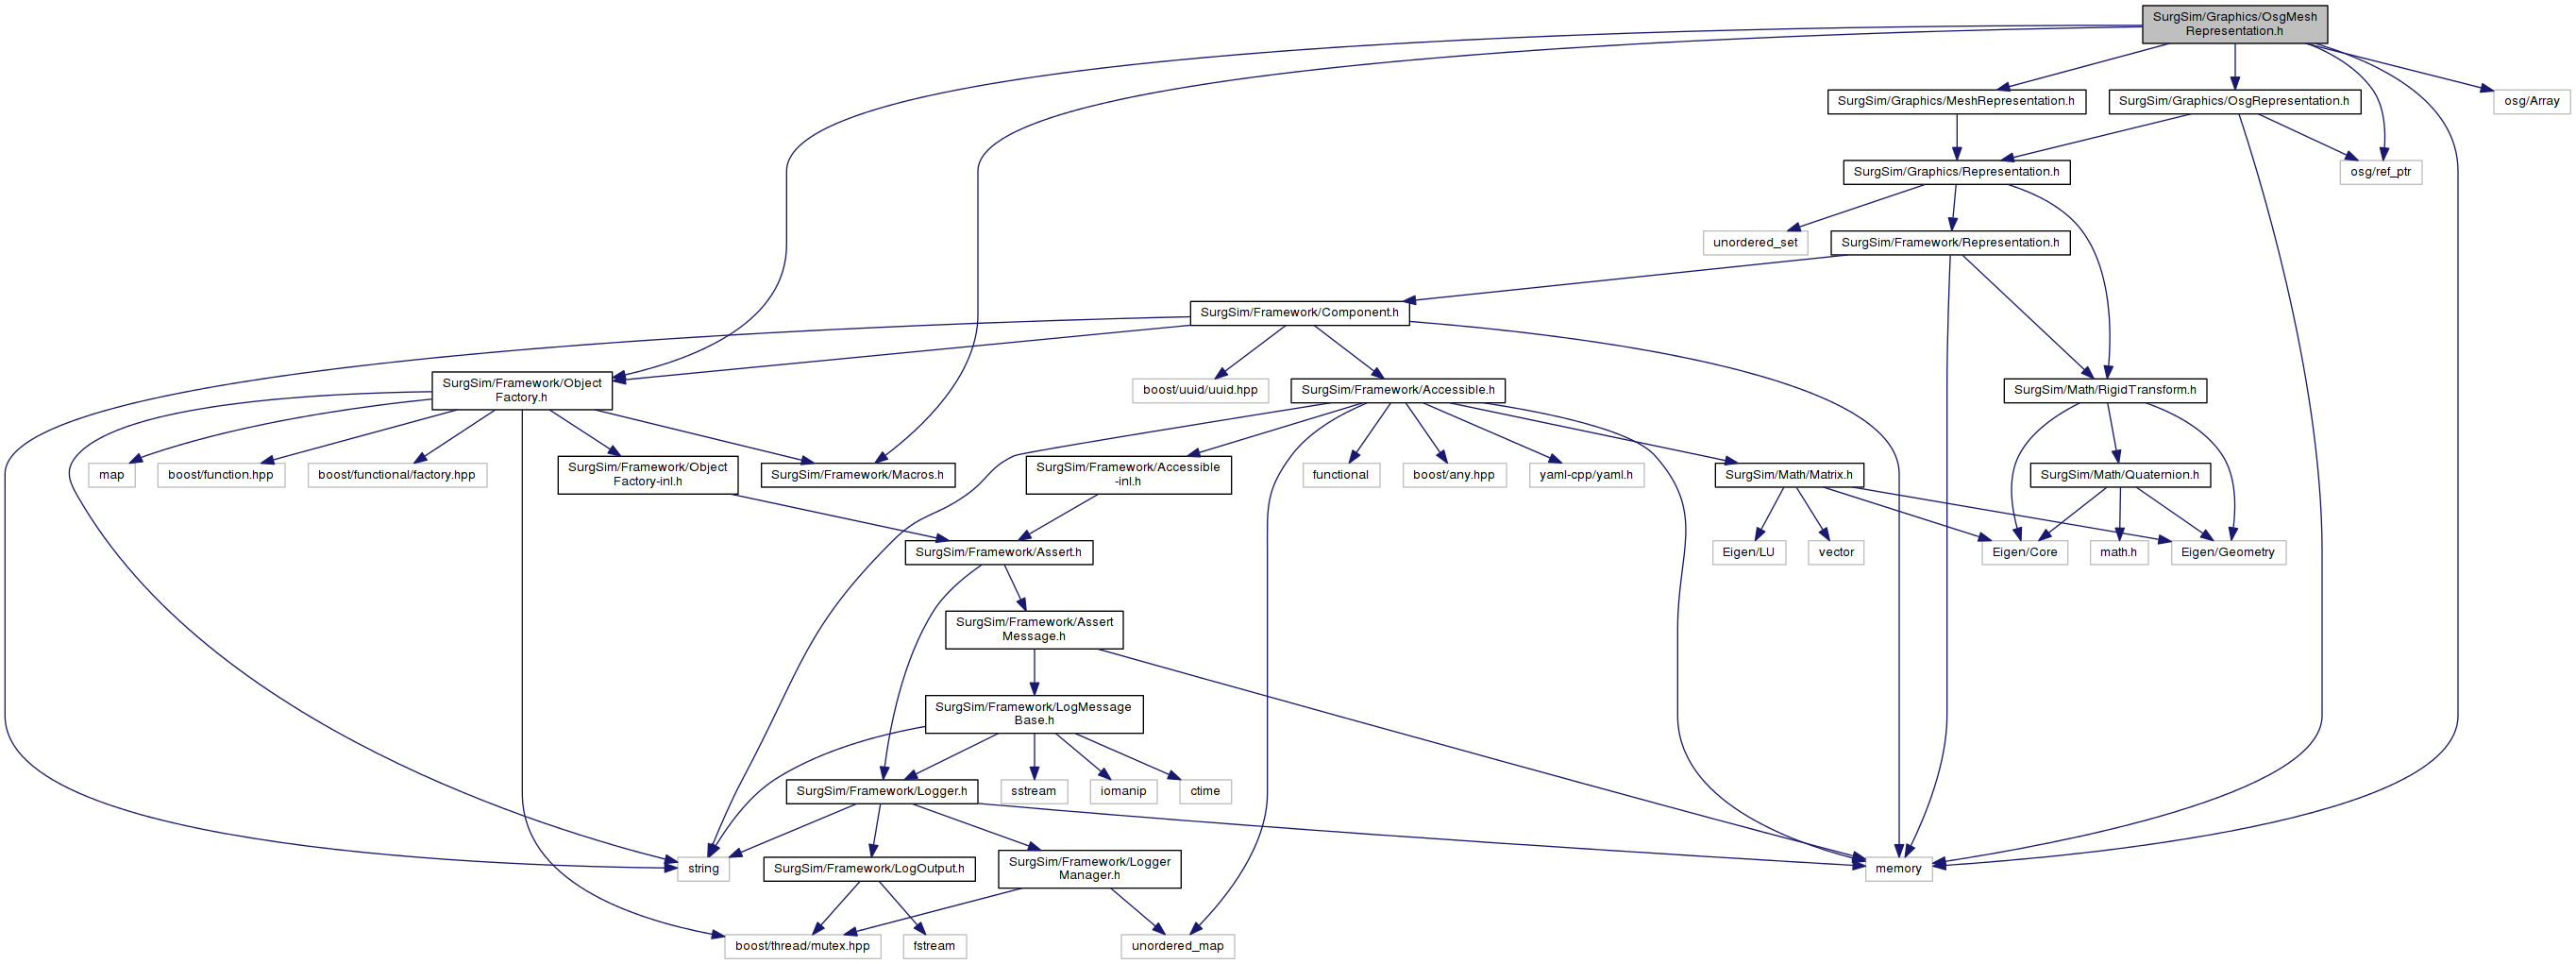 SurgSim/Graphics/OsgMesh
Representation.h
SurgSim/Graphics/MeshRepresentation.h
SurgSim/Graphics/OsgRepresentation.h
osg/Array
SurgSim/Graphics/Representation.h
osg/ref_ptr
unordered_set
SurgSim/Framework/Representation.h
SurgSim/Framework/Component.h
SurgSim/Framework/Object
Factory.h
boost/uuid/uuid.hpp
SurgSim/Framework/Accessible.h
SurgSim/Math/RigidTransform.h
map
boost/function.hpp
boost/functional/factory.hpp
SurgSim/Framework/Object
Factory-inl.h
SurgSim/Framework/Macros.h
SurgSim/Framework/Accessible
-inl.h
functional
boost/any.hpp
yaml-cpp/yaml.h
SurgSim/Math/Matrix.h
SurgSim/Math/Quaternion.h
SurgSim/Framework/Assert.h
Eigen/LU
vector
Eigen/Core
math.h
Eigen/Geometry
SurgSim/Framework/Assert
Message.h
SurgSim/Framework/LogMessage
Base.h
SurgSim/Framework/Logger.h
sstream
iomanip
ctime
string
SurgSim/Framework/LogOutput.h
SurgSim/Framework/Logger
Manager.h
memory
boost/thread/mutex.hpp
fstream
unordered_map